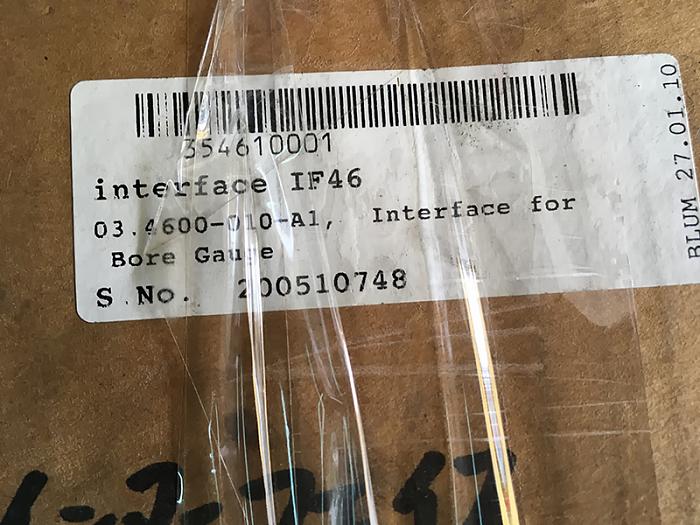 354610001
interface IF46
03.4600-010-A1, Interface for
Bore Gauge
S.No. 200510748
BLUM 27.01.10